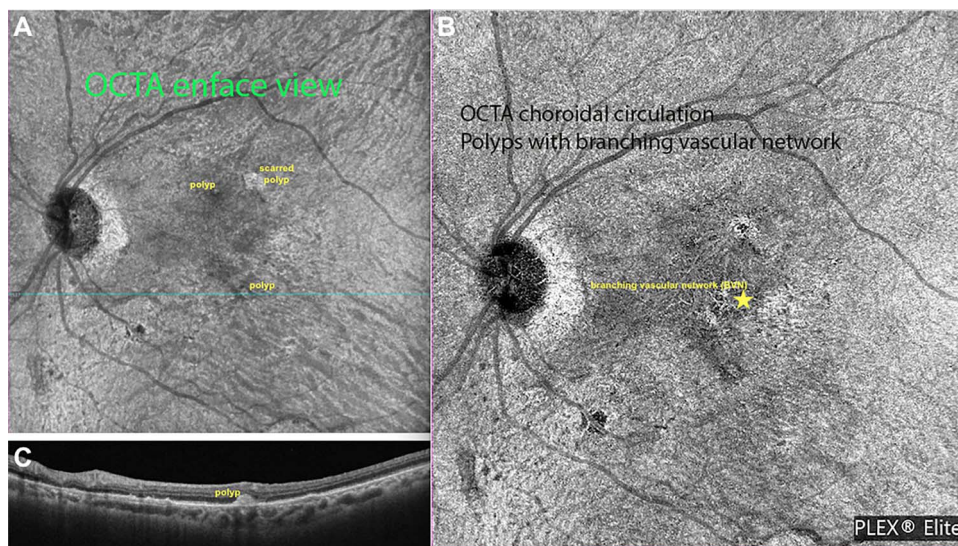 A
OCTA enface view
scarred
polyp
polyp
polyp
B
OCTA choroidal circulation
Polyps with branching vascular network
branching vascular network (BVN)
C
polyp
PLEX® Elite